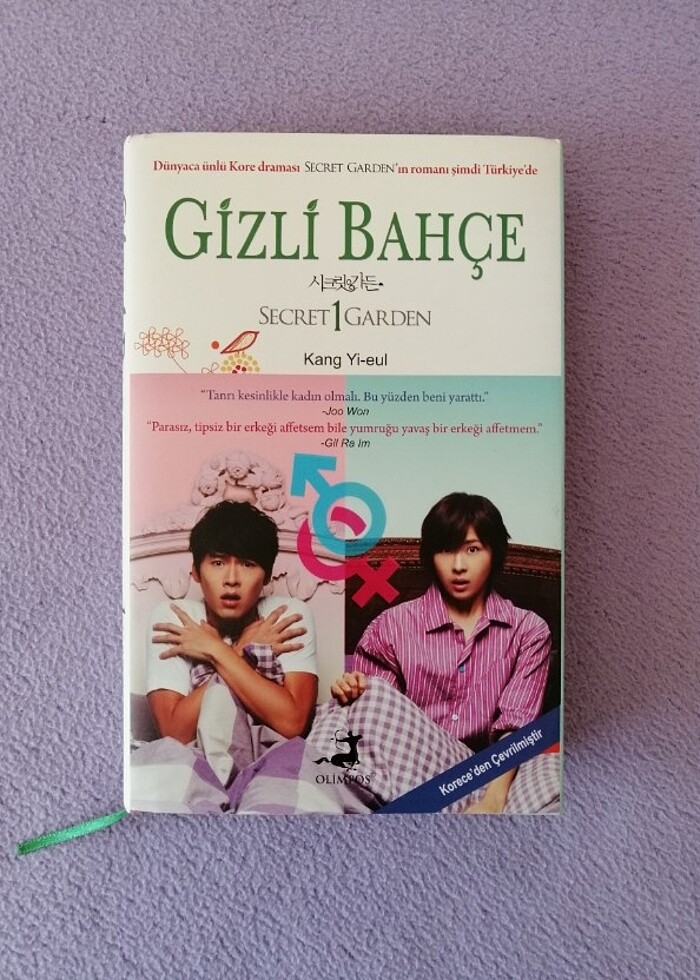 Dünyaca ünlü Kore draması SECRET GARDEN'ın romanı şimdi Türkiye'de
GİZLİ BAHÇE
시크릿가든
SECRET 1 GARDEN
Kang Yi-eul
“Tanrı kesinlikle kadın olmalı. Bu yüzden beni yarattı.”
-Joo Won
“Parasız, tipsiz bir erkeği affetsem bile yumruğu yavaş bir erkeği affetmem.”
-Gil Ra Im
OLİMPOS
Korece'den Çevrilmiştir